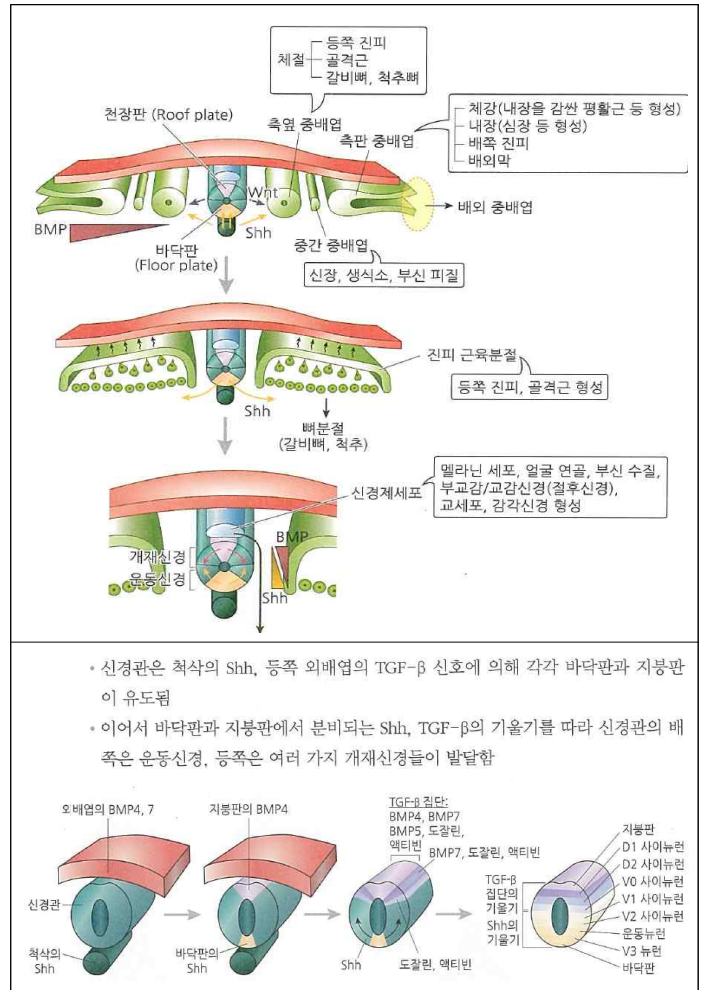 체절
등쪽 진피
골격근
갈비뼈, 척추뼈
천장판 (Roof plate)
측옆 중배엽
측판 중배엽
체강(내장을 감싼 평활근 등 형성)
내장(심장 등 형성)
배쪽 진피
배외막
Wnt
BMP
Shh
배외 중배엽
바닥판
(Floor plate)
중간 중배엽
신장, 생식소, 부신 피질
진피 근육분절
등쪽 진피, 골격근 형성
Shh
뼈분절
(갈비뼈, 척추)
신경제세포
멜라닌 세포, 얼굴 연골, 부신 수질,
부교감/교감신경(절후신경),
교세포, 감각신경 형성
BMP
개재신경
운동신경
Shh
• 신경관은 척삭의 Shh, 등쪽 외배엽의 TGF-β 신호에 의해 각각 바닥판과 지붕판
이 유도됨
• 이어서 바닥판과 지붕판에서 분비되는 Shh, TGF-β의 기울기를 따라 신경관의 배
쪽은 운동신경, 등쪽은 여러 가지 개재신경들이 발달함
외배엽의 BMP4, 7
신경관
척삭의
Shh
지붕판의 BMP4
바닥판의
Shh
TGF-β 집단:
BMP4, BMP7
BMP5, 도잘린,
액티빈
BMP7, 도잘린, 액티빈
Shh
도잘린, 액티빈
TGF-β
집단의
기울기
Shh의
기울기
지붕판
D1 사이뉴런
D2 사이뉴런
V0 사이뉴런
V1 사이뉴런
V2 사이뉴런
운동뉴런
V3 뉴런
바닥판